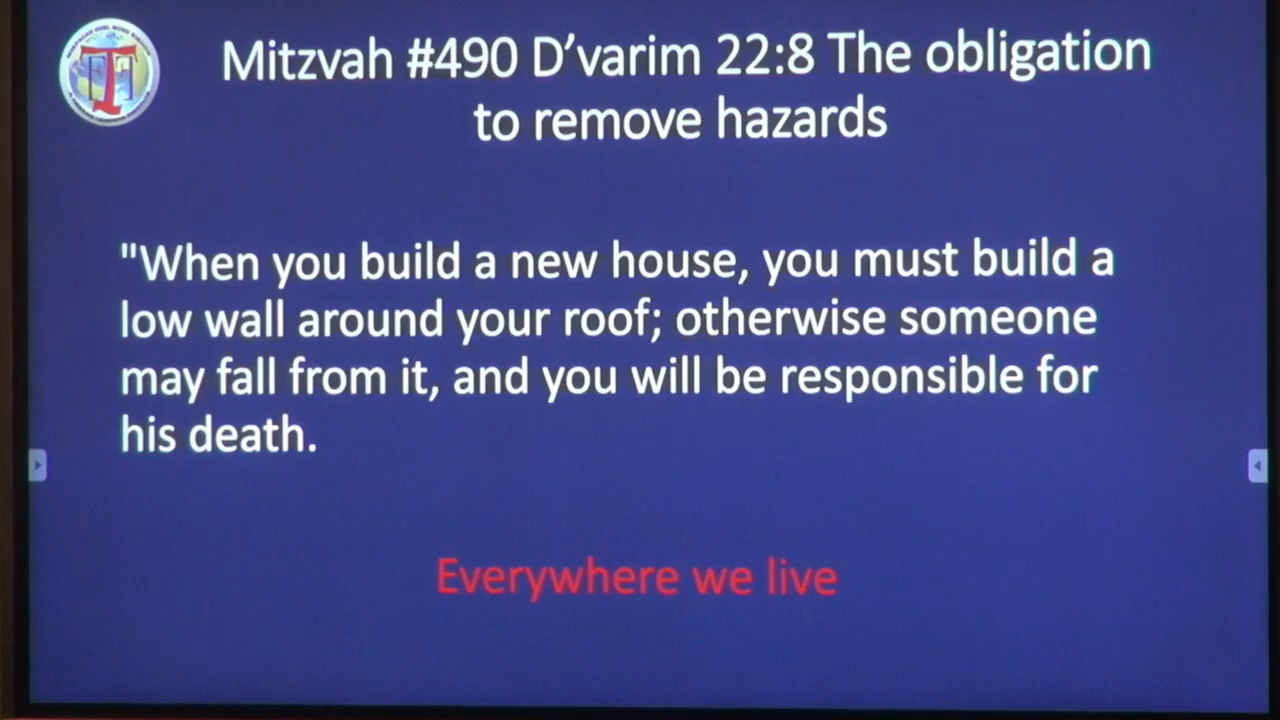 Mitzvah #490 D’varim 22:8 The obligation
to remove hazards
"When you build a new house, you must build a
low wall around your roof; otherwise someone
may fall from it, and you will be responsible for
his death.
Everywhere we live